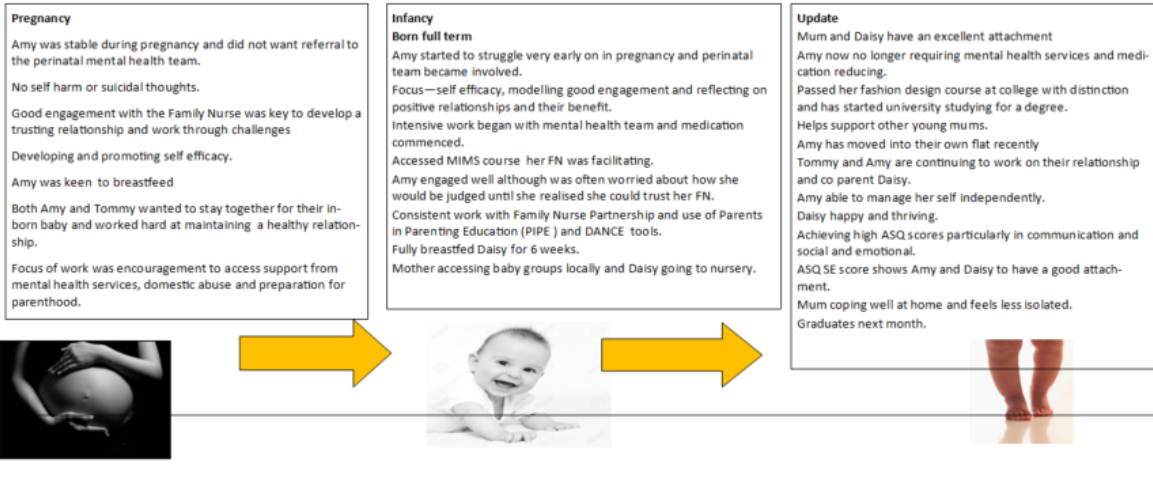 Pregnancy
Amy was stable during pregnancy and did not want referral to
the perinatal mental health team.
No self harm or suicidal thoughts.
Good engagement with the Family Nurse was key to develop a
trusting relationship and work through challenges
Developing and promoting self efficacy.
Amy was keen to breastfeed
Both Amy and Tommy wanted to stay together for their in-
born baby and worked hard at maintaining a healthy relation-
ship.
Focus of work was encouragement to access support from
mental health services, domestic abuse and preparation for
parenthood.
Infancy
Born full term
Amy started to struggle very early on in pregnancy and perinatal
team became involved.
Focus—self efficacy, modelling good engagement and reflecting on
positive relationships and their benefit.
Intensive work began with mental health team and medication
commenced.
Accessed MIMS course her FN was facilitating.
Amy engaged well although was often worried about how she
would be judged until she realised she could trust her FN.
Consistent work with Family Nurse Partnership and use of Parents
in Parenting Education (PIPE ) and DANCE tools.
Fully breastfed Daisy for 6 weeks.
Mother accessing baby groups locally and Daisy going to nursery.
Update
Mum and Daisy have an excellent attachment
Amy now no longer requiring mental health services and medi-
cation reducing.
Passed her fashion design course at college with distinction
and has started university studying for a degree.
Helps support other young mums.
Amy has moved into their own flat recently
Tommy and Amy are continuing to work on their relationship
and co parent Daisy.
Amy able to manage her self independently.
Daisy happy and thriving.
Achieving high ASQ scores particularly in communication and
social and emotional.
ASQ SE score shows Amy and Daisy to have a good attach-
ment.
Mum coping well at home and feels less isolated.
Graduates next month.